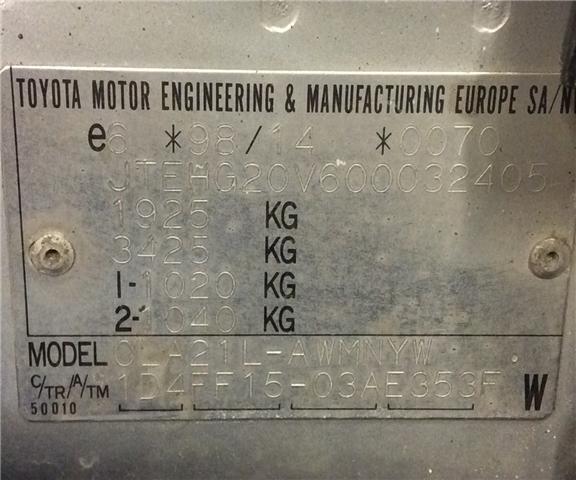 TOYOTA MOTOR ENGINEERING & MANUFACTURING EUROPE SA/N
e6 *98/14 *0070
JTEHG20V600032405
1925 KG
3425 KG
1-1020 KG
2-1040 KG
MODEL CLA21L-AWMNYW
C/TR/A/TM 1D4FF15-03AE353F W
50010